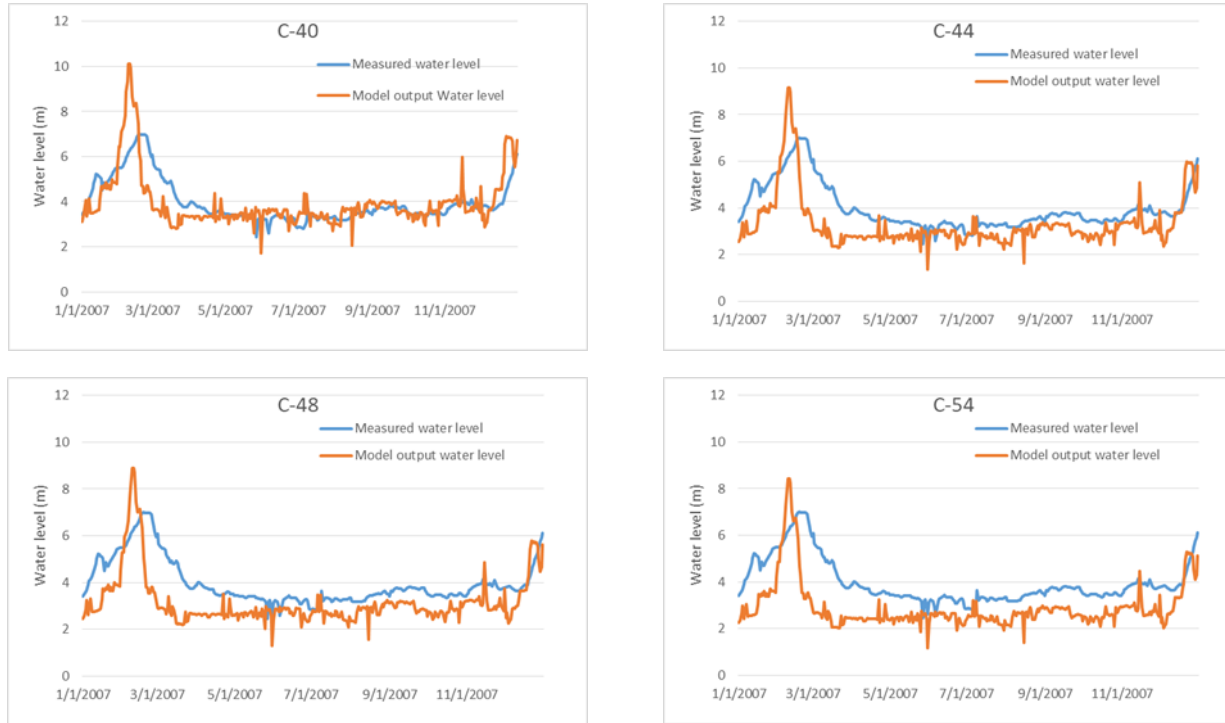 C-40
Measured water level
Model output Water level
Water level (m)
12
10
8
6
4
2
0
1/1/2007 3/1/2007 5/1/2007 7/1/2007 9/1/2007 11/1/2007
C-44
Measured water level
Model output water level
Water level (m)
12
10
8
6
4
2
0
1/1/2007 3/1/2007 5/1/2007 7/1/2007 9/1/2007 11/1/2007
C-48
Measured water level
Model output water level
Water level (m)
12
10
8
6
4
2
0
1/1/2007 3/1/2007 5/1/2007 7/1/2007 9/1/2007 11/1/2007
C-54
Measured water level
Model output water level
Water level (m)
12
10
8
6
4
2
0
1/1/2007 3/1/2007 5/1/2007 7/1/2007 9/1/2007 11/1/2007